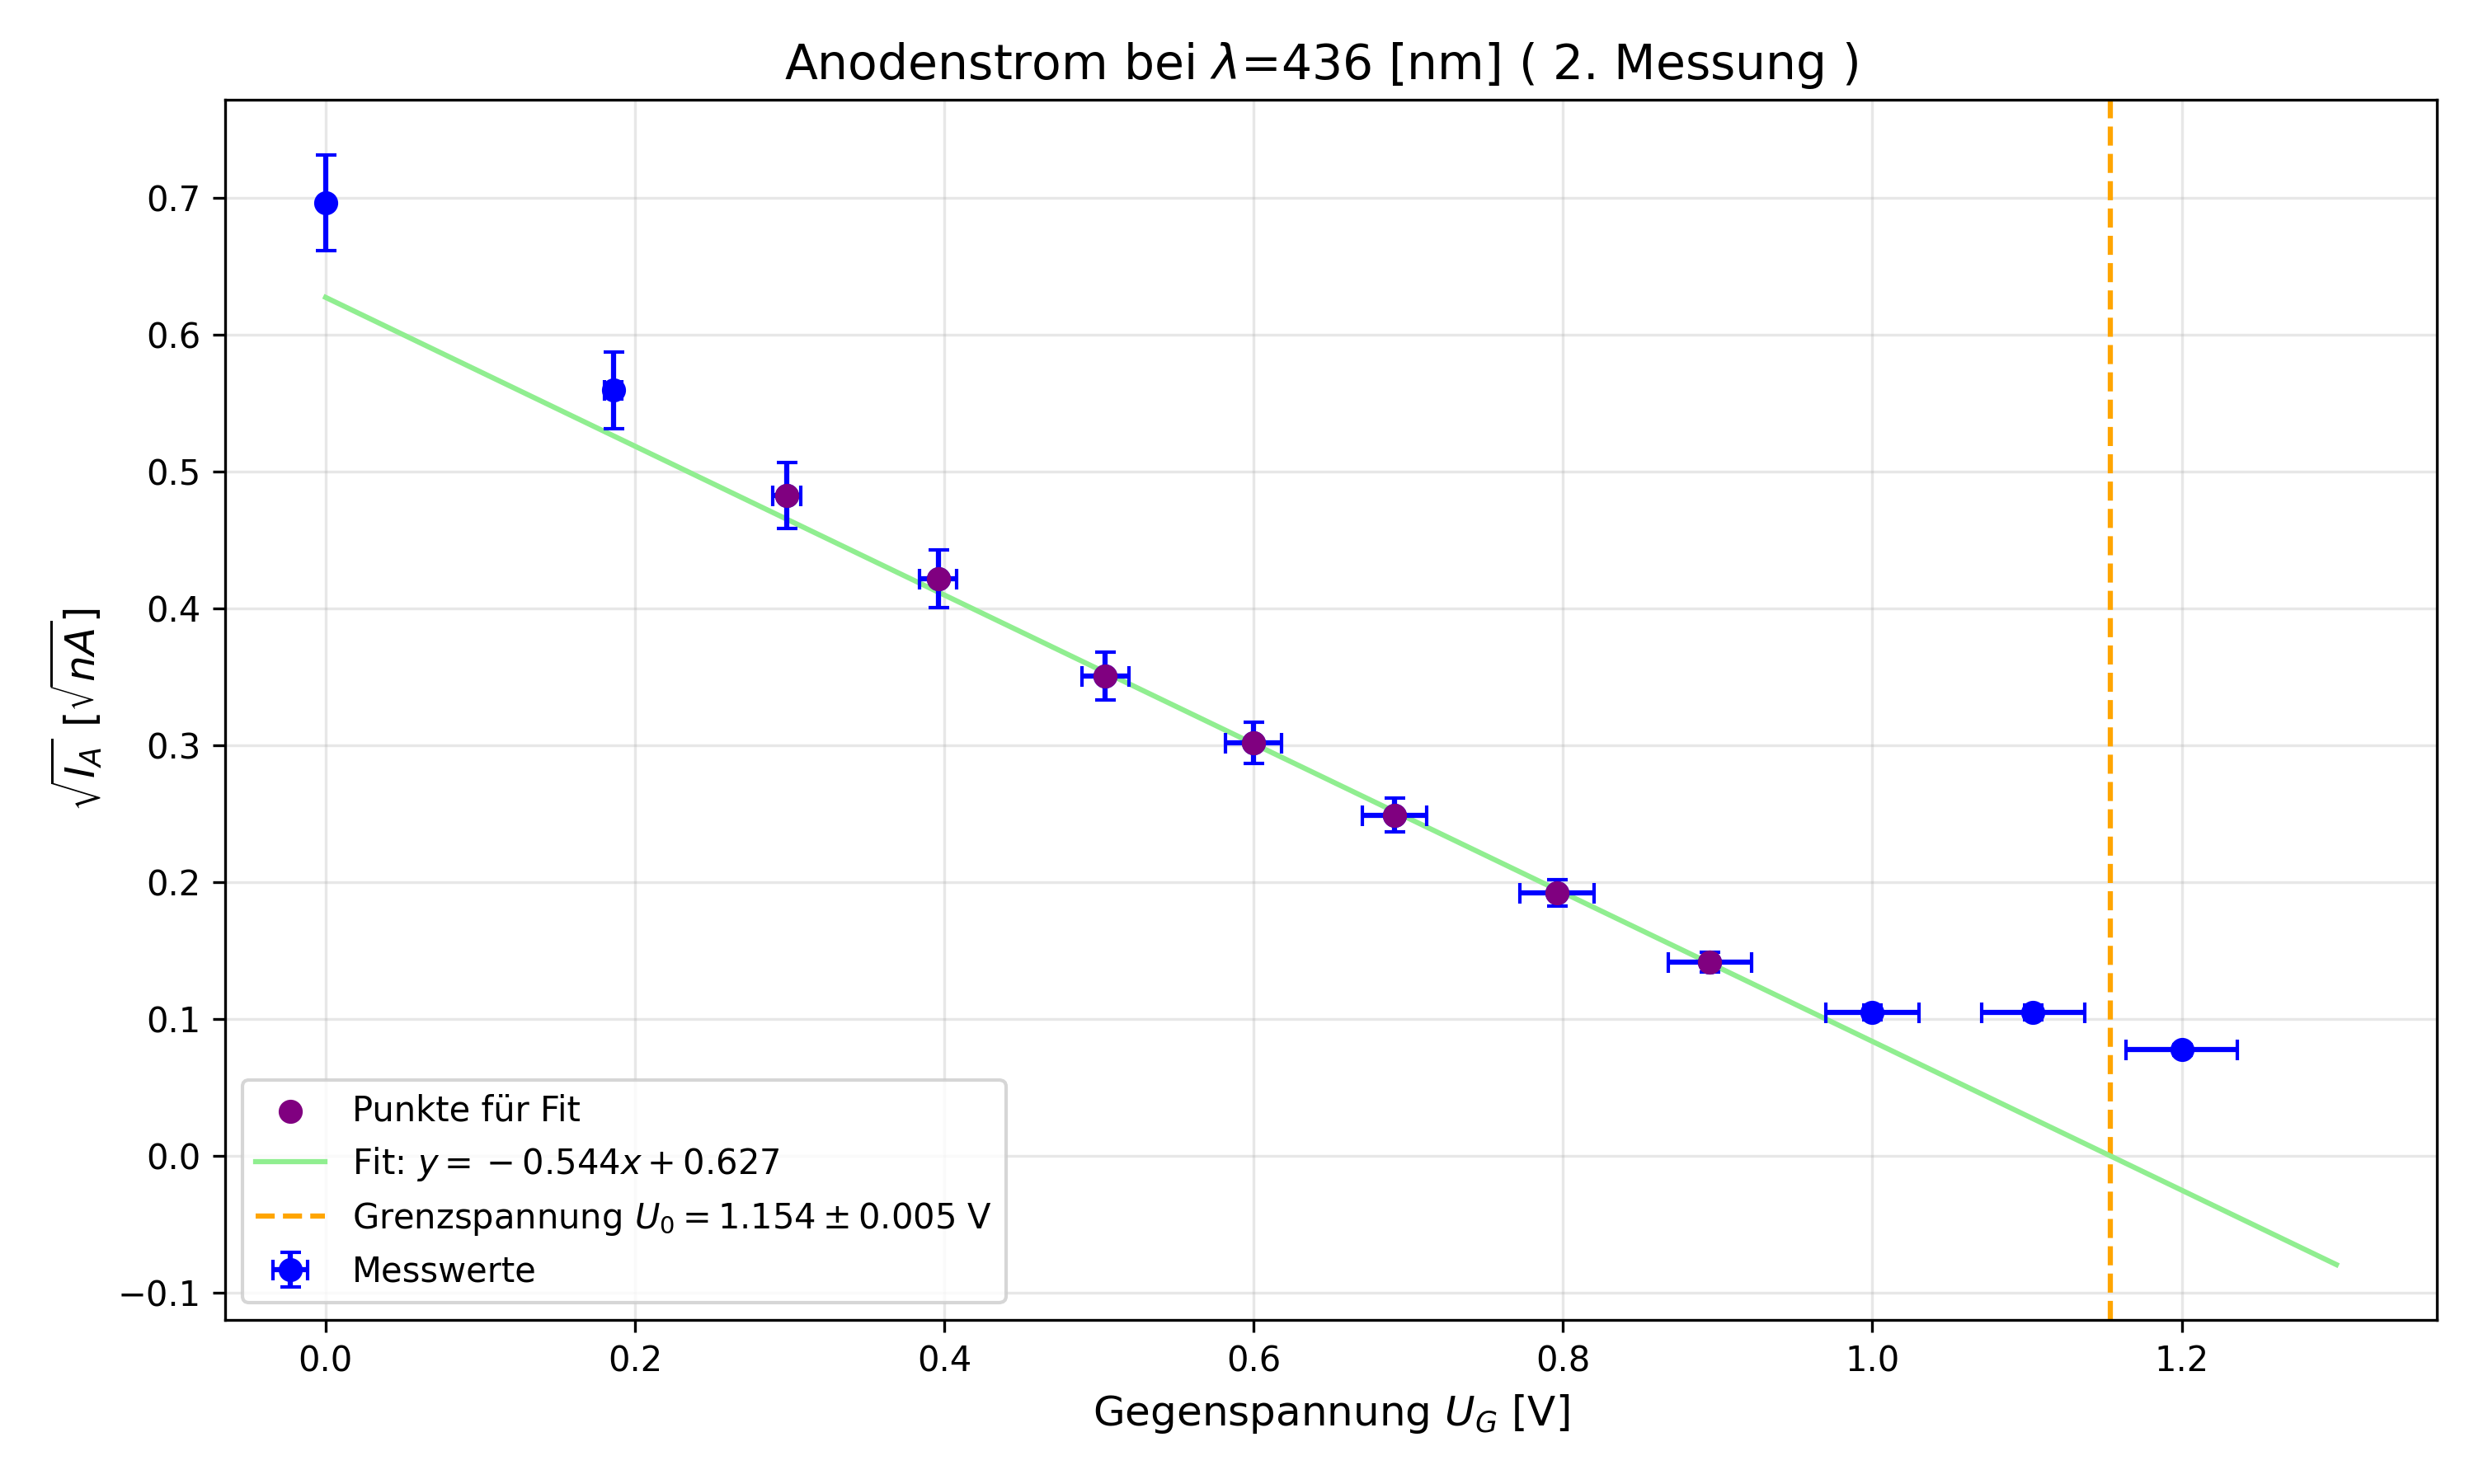 Anodenstrom bei λ=436 [nm] ( 2. Messung )
√I_A [√nA]
0.7
0.6
0.5
0.4
0.3
0.2
0.1
0.0
−0.1
Punkte für Fit
Fit: y = −0.544x + 0.627
Grenzspannung U₀ = 1.154 ± 0.005 V
Messwerte
0.0 0.2 0.4 0.6 0.8 1.0 1.2
Gegenspannung U_G [V]